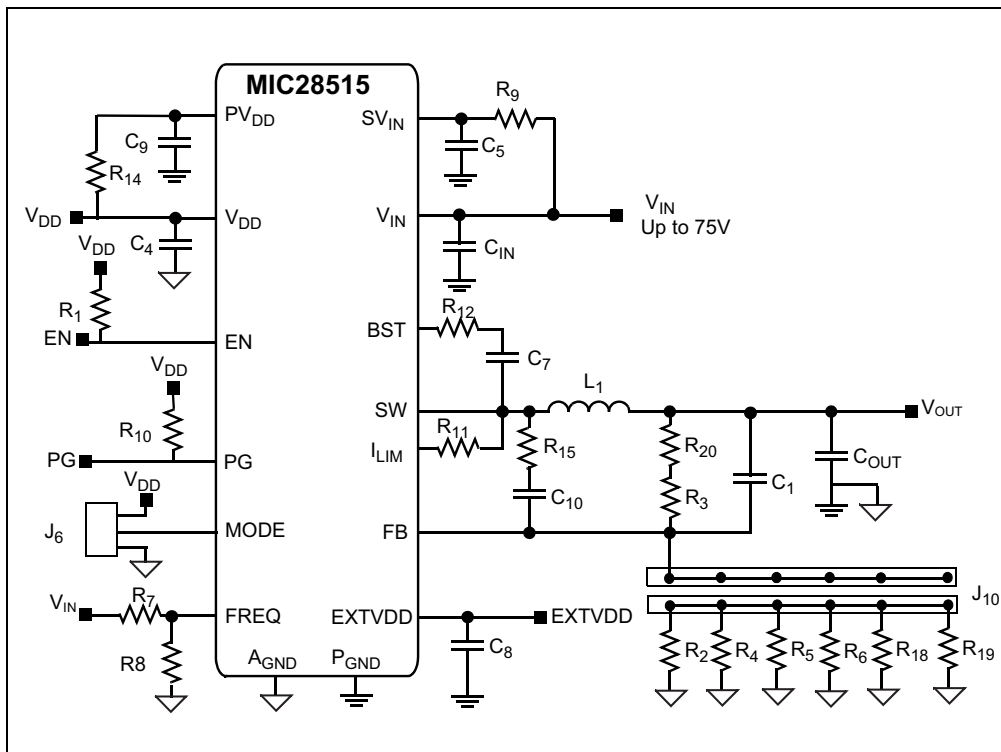 MIC28515
PVDD
SVIN
R9
C9
C5
R14
VDD
VDD
VIN
VIN
Up to 75V
C4
CIN
VDD
R1
R12
EN
EN
BST
C7
VDD
L1
SW
VOUT
R10
R11
R15
R20
COUT
PG
PG
ILIM
C1
VDD
C10
R3
J6
MODE
FB
J10
VIN
R7
FREQ
EXTVDD
EXTVDD
R8
C8
R2
R4
R5
R6
R18
R19
AGND
PGND